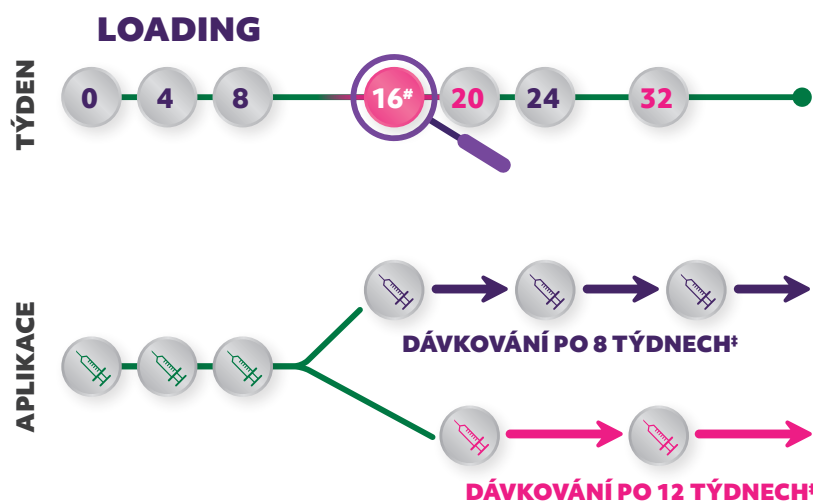 LOADING
TÝDEN
0 4 8 16# 20 24 32
APLIKACE
DÁVKOVÁNÍ PO 8 TÝDNECH‡
DÁVKOVÁNÍ PO 12 TÝDNECH‡